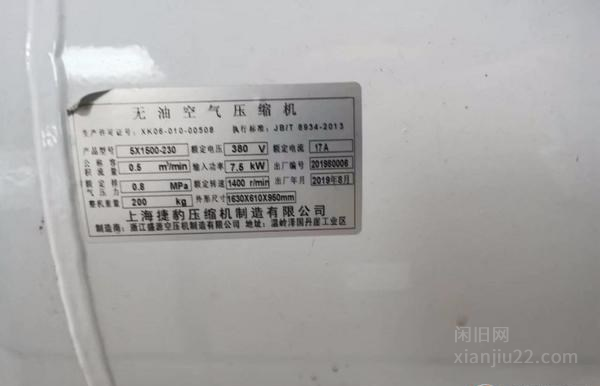 无油空气压缩机
生产许可证号: XK06-010-00508 执行标准: JB/T 8934-2013
产品型号 5X1500-230 额定电压 380 V 额定电流 17A
公称容积流量 0.5 m³/min 输入功率 7.5 kW 出厂编号 201980006
额定排气压力 0.8 MPa 额定转速 1400 r/min 出厂年月 2019年8月
整机重量 200 kg 外形尺寸 1630X610X950mm
上海捷豹压缩机制造有限公司
制造商: 浙江盛源空压机制造有限公司 地址: 温岭泽国丹崖工业区
闲旧网
xianjiu22.com